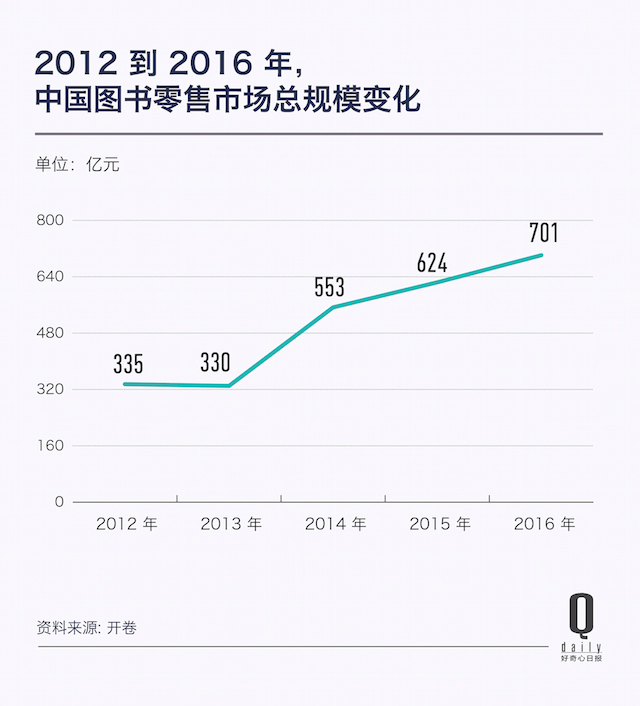 2012 到 2016 年，
中国图书零售市场总规模变化
单位：亿元
800
640
480
320
160
0
335
330
553
624
701
2012 年
2013 年
2014 年
2015 年
2016 年
资料来源: 开卷
Q
daily
好奇心日报